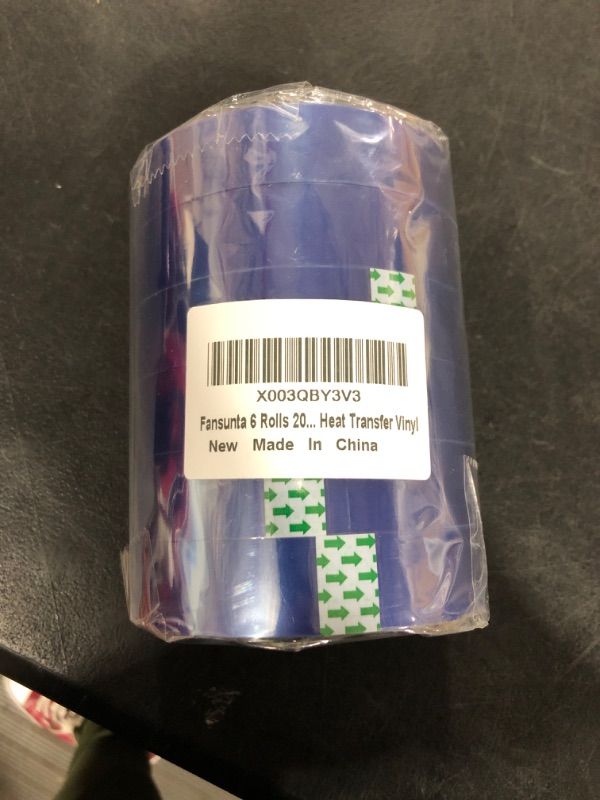 X003QBY3V3
Fansunta 6 Rolls 20... Heat Transfer Vinyl
New Made In China